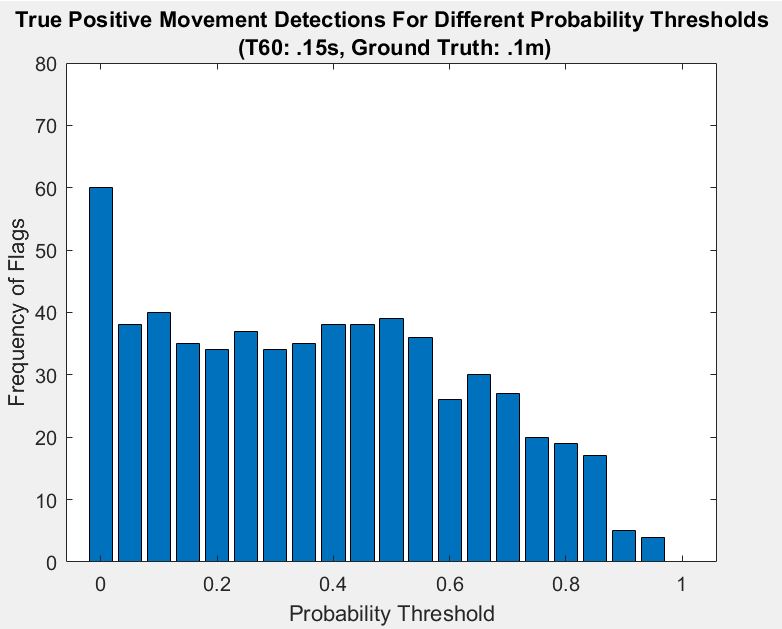 True Positive Movement Detections For Different Probability Thresholds
(T60: .15s, Ground Truth: .1m)
80
70
60
50
40
30
20
10
0
Frequency of Flags
0 0.2 0.4 0.6 0.8 1
Probability Threshold